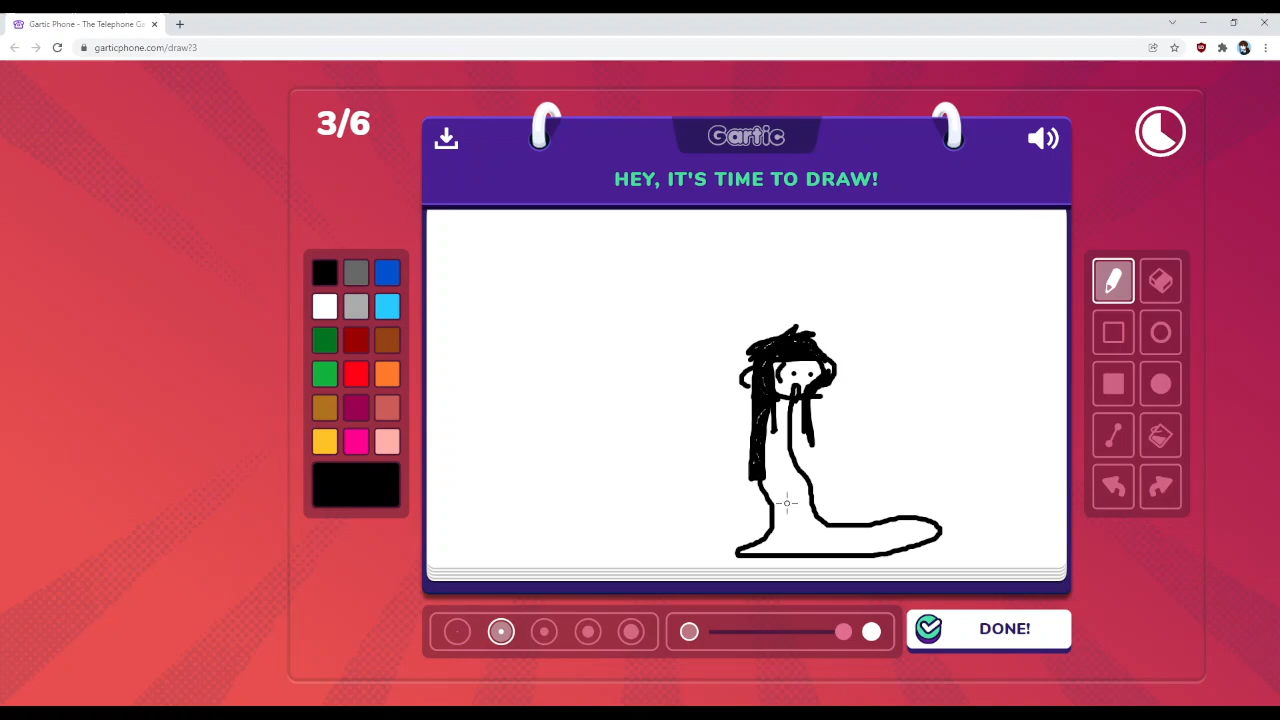 Gartic Phone - The Telephone Ga
garticphone.com/draw?3
3/6
Gartic
HEY, IT'S TIME TO DRAW!
DONE!